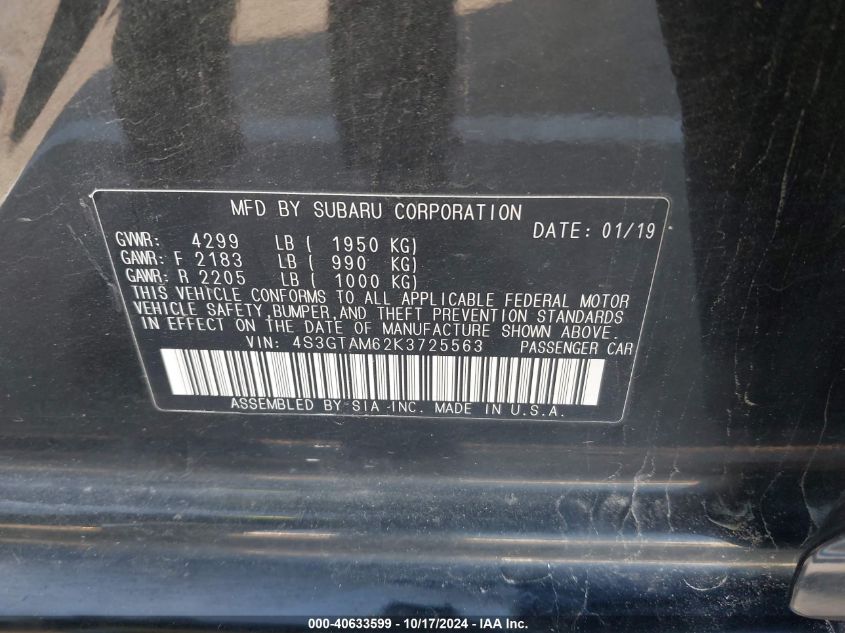 MFD BY SUBARU CORPORATION
DATE: 01/19
GVWR: 4299 LB ( 1950 KG)
GAWR: F 2183 LB ( 990 KG)
GAWR: R 2205 LB ( 1000 KG)
THIS VEHICLE CONFORMS TO ALL APPLICABLE FEDERAL MOTOR
VEHICLE SAFETY,BUMPER,AND THEFT PREVENTION STANDARDS
IN EFFECT ON THE DATE OF MANUFACTURE SHOWN ABOVE.
VIN: 4S3GTAM62K3725563 PASSENGER CAR
ASSEMBLED BY SIA INC. MADE IN U.S.A.
000-40633599 - 10/17/2024 - IAA Inc.